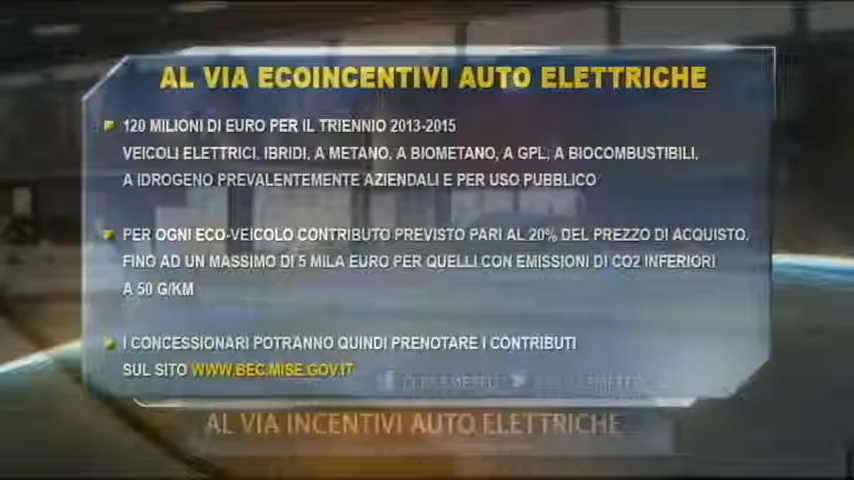 AL VIA ECOINCENTIVI AUTO ELETTRICHE
120 MILIONI DI EURO PER IL TRIENNIO 2013-2015
VEICOLI ELETTRICI, IBRIDI, A METANO, A BIOMETANO, A GPL, A BIOCOMBUSTIBILI,
A IDROGENO PREVALENTEMENTE AZIENDALI E PER USO PUBBLICO
PER OGNI ECO-VEICOLO CONTRIBUTO PREVISTO PARI AL 20% DEL PREZZO DI ACQUISTO,
FINO AD UN MASSIMO DI 5 MILA EURO PER QUELLI CON EMISSIONI DI CO2 INFERIORI
A 50 G/KM
I CONCESSIONARI POTRANNO QUINDI PRENOTARE I CONTRIBUTI
SUL SITO WWW.BEC.MISE.GOV.IT
AL VIA INCENTIVI AUTO ELETTRICHE